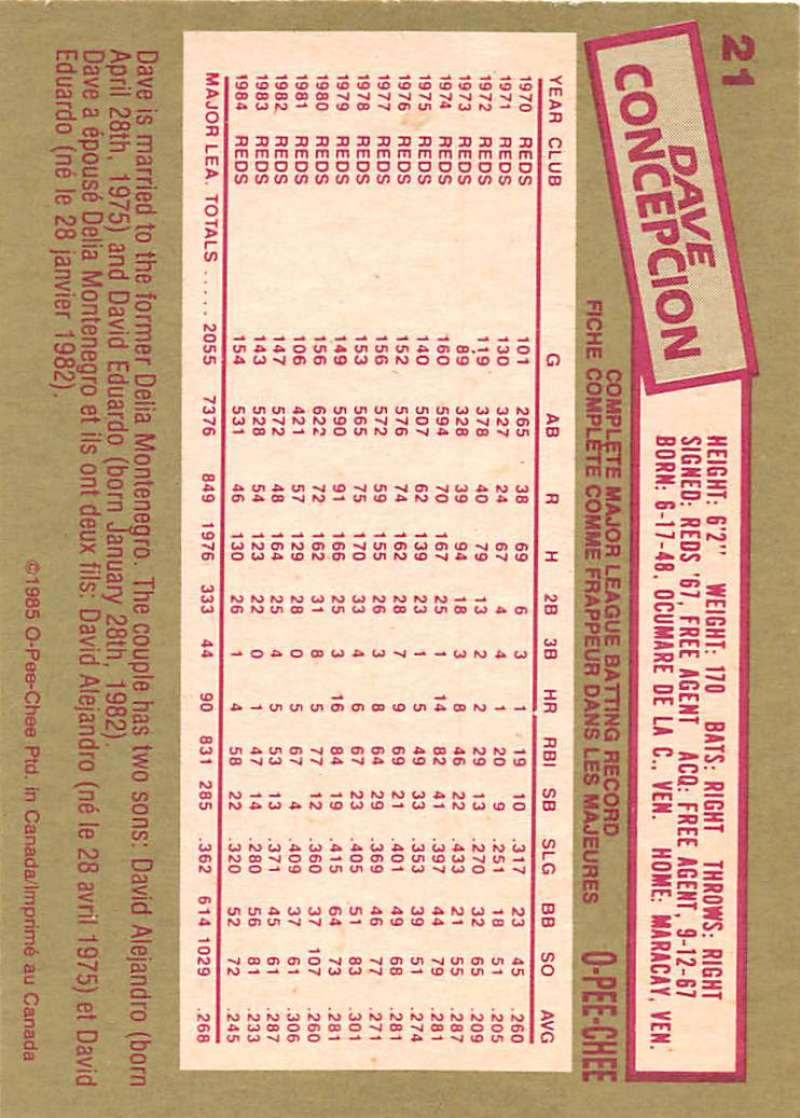 21
DAVE
CONCEPCION
HEIGHT: 6'2" WEIGHT: 170 BATS: RIGHT THROWS: RIGHT
SIGNED: REDS '67, FREE AGENT ACQ: FREE AGENT, 9-12-67
BORN: 6-17-48, OCUMARE DE LA C., VEN. HOME: MARACAY, VEN.
COMPLETE MAJOR LEAGUE BATTING RECORD
FICHE COMPLÈTE COMME FRAPPEUR DANS LES MAJEURES
O-PEE-CHEE
YEAR CLUB G AB R H 2B 3B HR RBI SB SLG BB SO AVG
1970 REDS 101 265 38 69 6 3 1 19 10 .317 23 45 .260
1971 REDS 130 327 24 67 4 4 1 20 9 .251 18 51 .205
1972 REDS 119 378 40 79 13 2 2 29 13 .270 32 65 .209
1973 REDS 89 328 39 94 18 3 8 46 22 .433 21 55 .287
1974 REDS 160 594 70 167 25 1 14 82 41 .397 44 79 .281
1975 REDS 140 507 62 139 23 1 5 49 33 .353 39 51 .274
1976 REDS 152 576 74 162 28 7 9 69 21 .401 49 68 .281
1977 REDS 156 572 59 155 26 3 8 64 29 .369 46 77 .271
1978 REDS 153 565 75 170 33 4 6 67 23 .405 51 83 .301
1979 REDS 149 590 91 166 25 3 16 84 19 .415 64 73 .281
1980 REDS 156 622 72 162 31 8 5 77 12 .360 37 107 .260
1981 REDS 106 421 57 129 28 0 5 67 4 .409 37 61 .306
1982 REDS 147 572 48 164 25 4 5 53 13 .371 45 61 .287
1983 REDS 143 528 54 123 22 0 1 47 14 .280 56 81 .233
1984 REDS 154 531 46 130 26 1 4 58 22 .320 52 72 .245
MAJOR LEA. TOTALS ..... 2055 7376 849 1976 333 44 90 831 285 .362 614 1029 .268
Dave is married to the former Delia Montenegro. The couple has two sons: David Alejandro (born
April 28th, 1975) and David Eduardo (born January 28th, 1982).
Dave a épousé Delia Montenegro et ils ont deux fils: David Alejandro (né le 28 avril 1975) et David
Eduardo (né le 28 janvier 1982).
©1985 O-Pee-Chee Ptd. in Canada/Imprimé au Canada